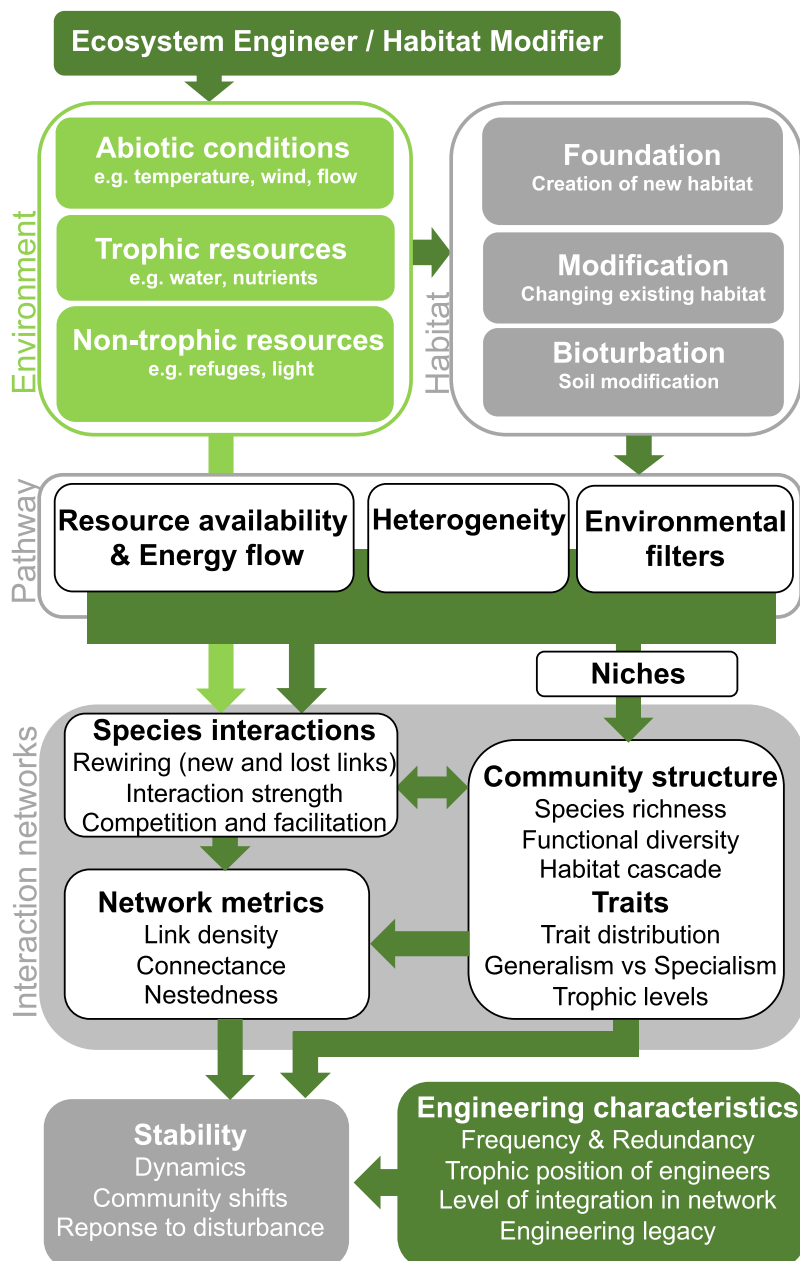 Ecosystem Engineer / Habitat Modifier
Environment
Abiotic conditions
e.g. temperature, wind, flow
Trophic resources
e.g. water, nutrients
Non-trophic resources
e.g. refuges, light
Habitat
Foundation
Creation of new habitat
Modification
Changing existing habitat
Bioturbation
Soil modification
Pathway
Resource availability
& Energy flow
Heterogeneity
Environmental
filters
Niches
Interaction networks
Species interactions
Rewiring (new and lost links)
Interaction strength
Competition and facilitation
Community structure
Species richness
Functional diversity
Habitat cascade
Traits
Trait distribution
Generalism vs Specialism
Trophic levels
Network metrics
Link density
Connectance
Nestedness
Stability
Dynamics
Community shifts
Reponse to disturbance
Engineering characteristics
Frequency & Redundancy
Trophic position of engineers
Level of integration in network
Engineering legacy